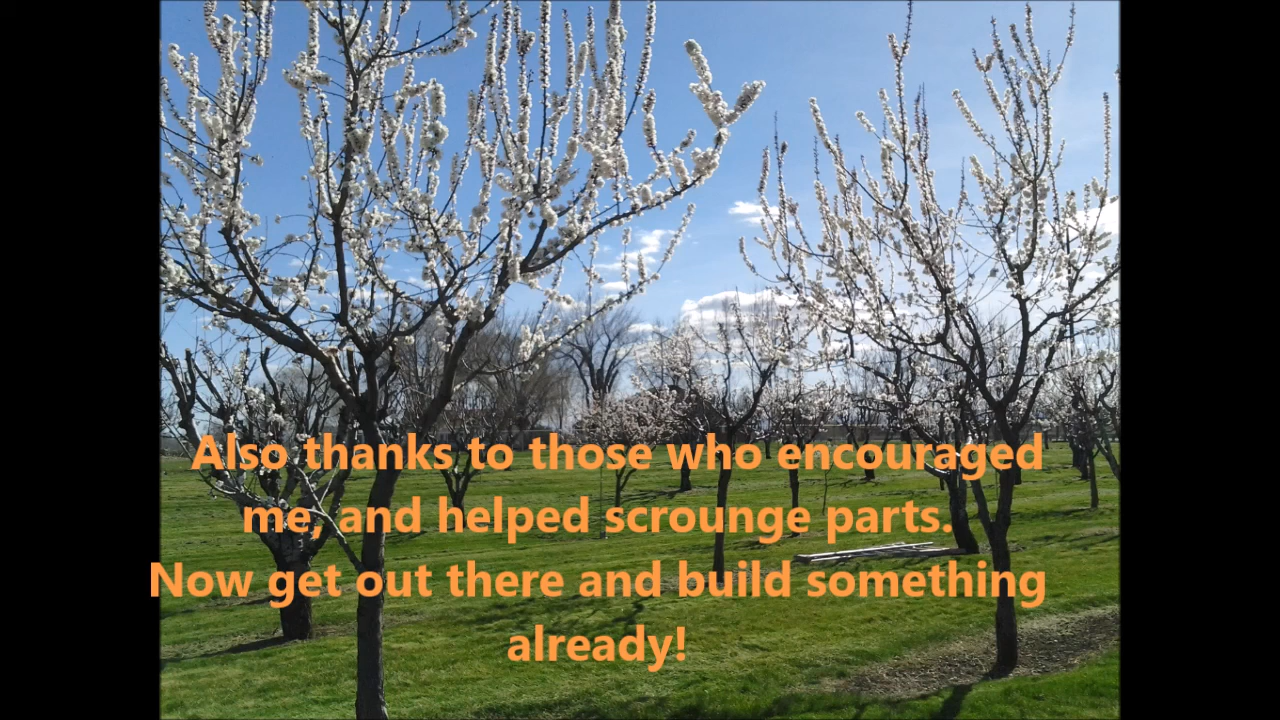 Also thanks to those who encouraged
me, and helped scrounge parts.
Now get out there and build something
already!